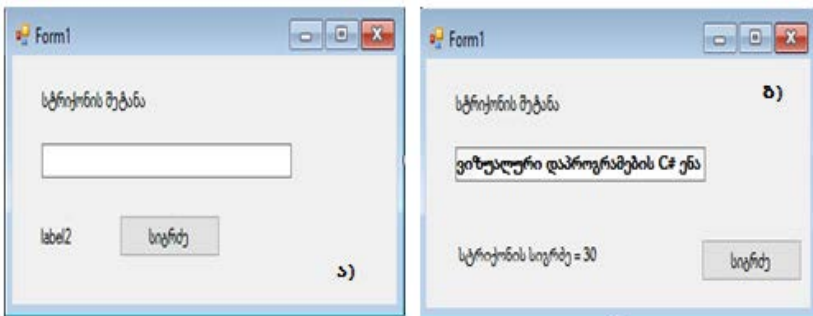 Form1
სტრიქონის შეტანა
label2
სიგრძე
ა)
Form1
ბ)
სტრიქონის შეტანა
ვიზუალური დაპროგრამების C# ენა
სტრიქონის სიგრძე = 30
სიგრძე